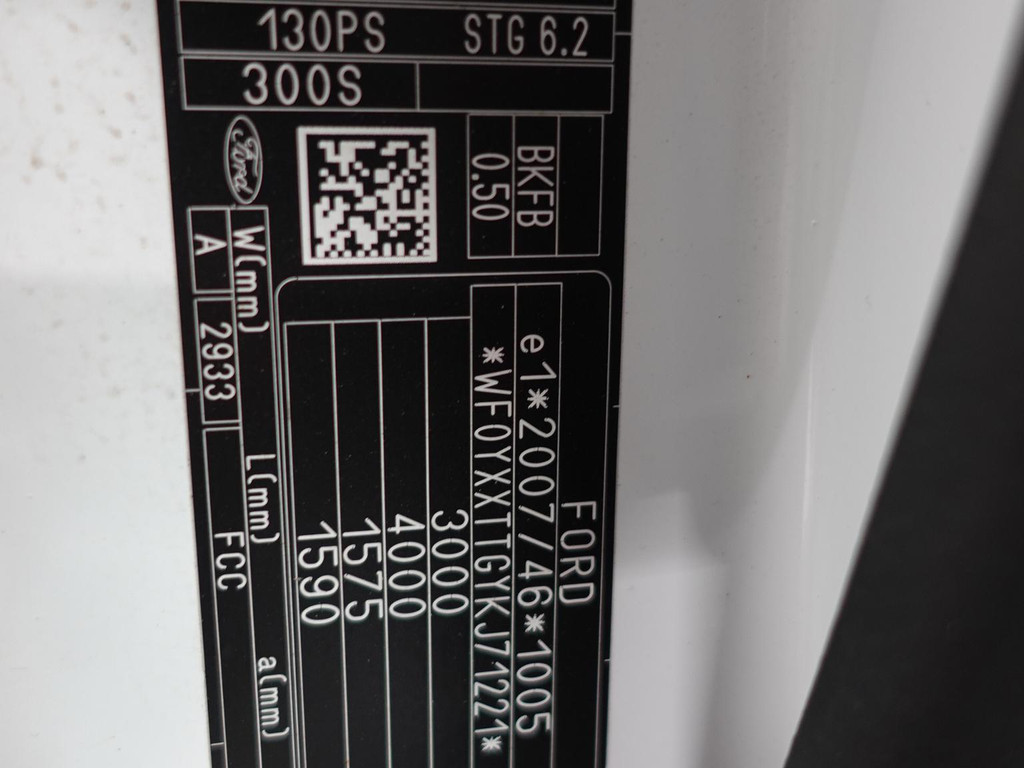 130PS STG 6.2
300S
Ford
BKFB
0.50
FORD
e1*2007/46*1005
*WF0YXXTTGYKJ71221*
3000
4000
1575
1590
W(mm) L(mm) a(mm)
A 2933 FCC